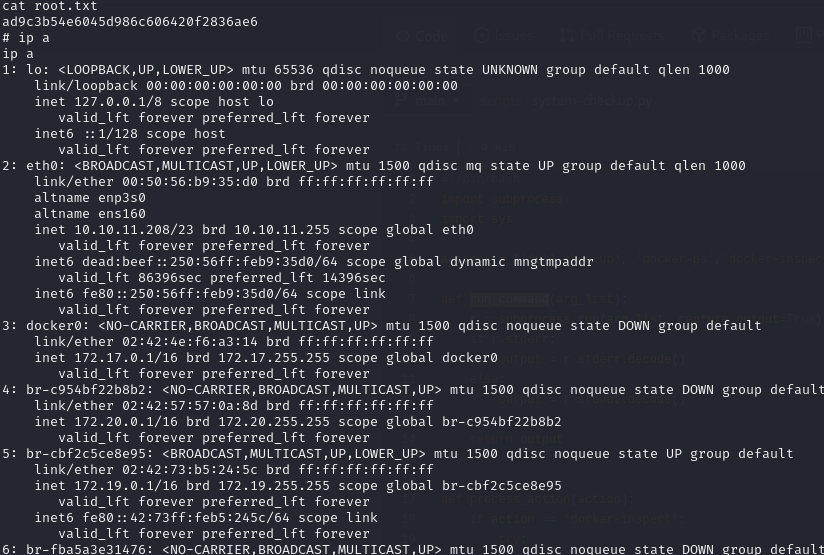 cat root.txt
ad9c3b54e6045d986c606420f2836ae6
# ip a
ip a
1: lo: <LOOPBACK,UP,LOWER_UP> mtu 65536 qdisc noqueue state UNKNOWN group default qlen 1000
    link/loopback 00:00:00:00:00:00 brd 00:00:00:00:00:00
    inet 127.0.0.1/8 scope host lo
       valid_lft forever preferred_lft forever
    inet6 ::1/128 scope host
       valid_lft forever preferred_lft forever
2: eth0: <BROADCAST,MULTICAST,UP,LOWER_UP> mtu 1500 qdisc mq state UP group default qlen 1000
    link/ether 00:50:56:b9:35:d0 brd ff:ff:ff:ff:ff:ff
    altname enp3s0
    altname ens160
    inet 10.10.11.208/23 brd 10.10.11.255 scope global eth0
       valid_lft forever preferred_lft forever
    inet6 dead:beef::250:56ff:feb9:35d0/64 scope global dynamic mngtmpaddr
       valid_lft 86396sec preferred_lft 14396sec
    inet6 fe80::250:56ff:feb9:35d0/64 scope link
       valid_lft forever preferred_lft forever
3: docker0: <NO-CARRIER,BROADCAST,MULTICAST,UP> mtu 1500 qdisc noqueue state DOWN group default
    link/ether 02:42:4e:f6:a3:14 brd ff:ff:ff:ff:ff:ff
    inet 172.17.0.1/16 brd 172.17.255.255 scope global docker0
       valid_lft forever preferred_lft forever
4: br-c954bf22b8b2: <NO-CARRIER,BROADCAST,MULTICAST,UP> mtu 1500 qdisc noqueue state DOWN group default
    link/ether 02:42:57:57:0a:8d brd ff:ff:ff:ff:ff:ff
    inet 172.20.0.1/16 brd 172.20.255.255 scope global br-c954bf22b8b2
       valid_lft forever preferred_lft forever
5: br-cbf2c5ce8e95: <BROADCAST,MULTICAST,UP,LOWER_UP> mtu 1500 qdisc noqueue state UP group default
    link/ether 02:42:73:b5:24:5c brd ff:ff:ff:ff:ff:ff
    inet 172.19.0.1/16 brd 172.19.255.255 scope global br-cbf2c5ce8e95
       valid_lft forever preferred_lft forever
    inet6 fe80::42:73ff:feb5:245c/64 scope link
       valid_lft forever preferred_lft forever
6: br-fba5a3e31476: <NO-CARRIER,BROADCAST,MULTICAST,UP> mtu 1500 qdisc noqueue state DOWN group default